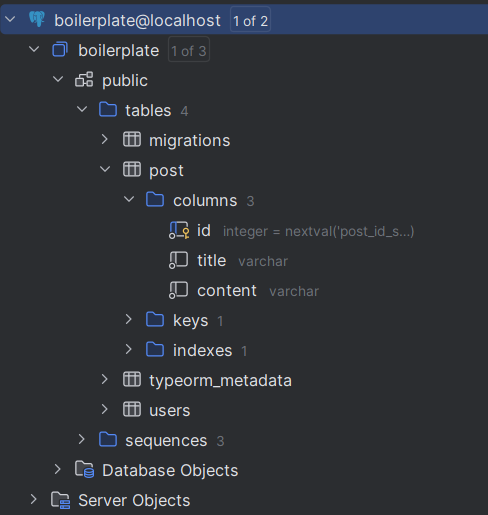 boilerplate@localhost 1 of 2
boilerplate 1 of 3
public
tables 4
migrations
post
columns 3
id integer = nextval('post_id_s...)
title varchar
content varchar
keys 1
indexes 1
typeorm_metadata
users
sequences 3
Database Objects
Server Objects